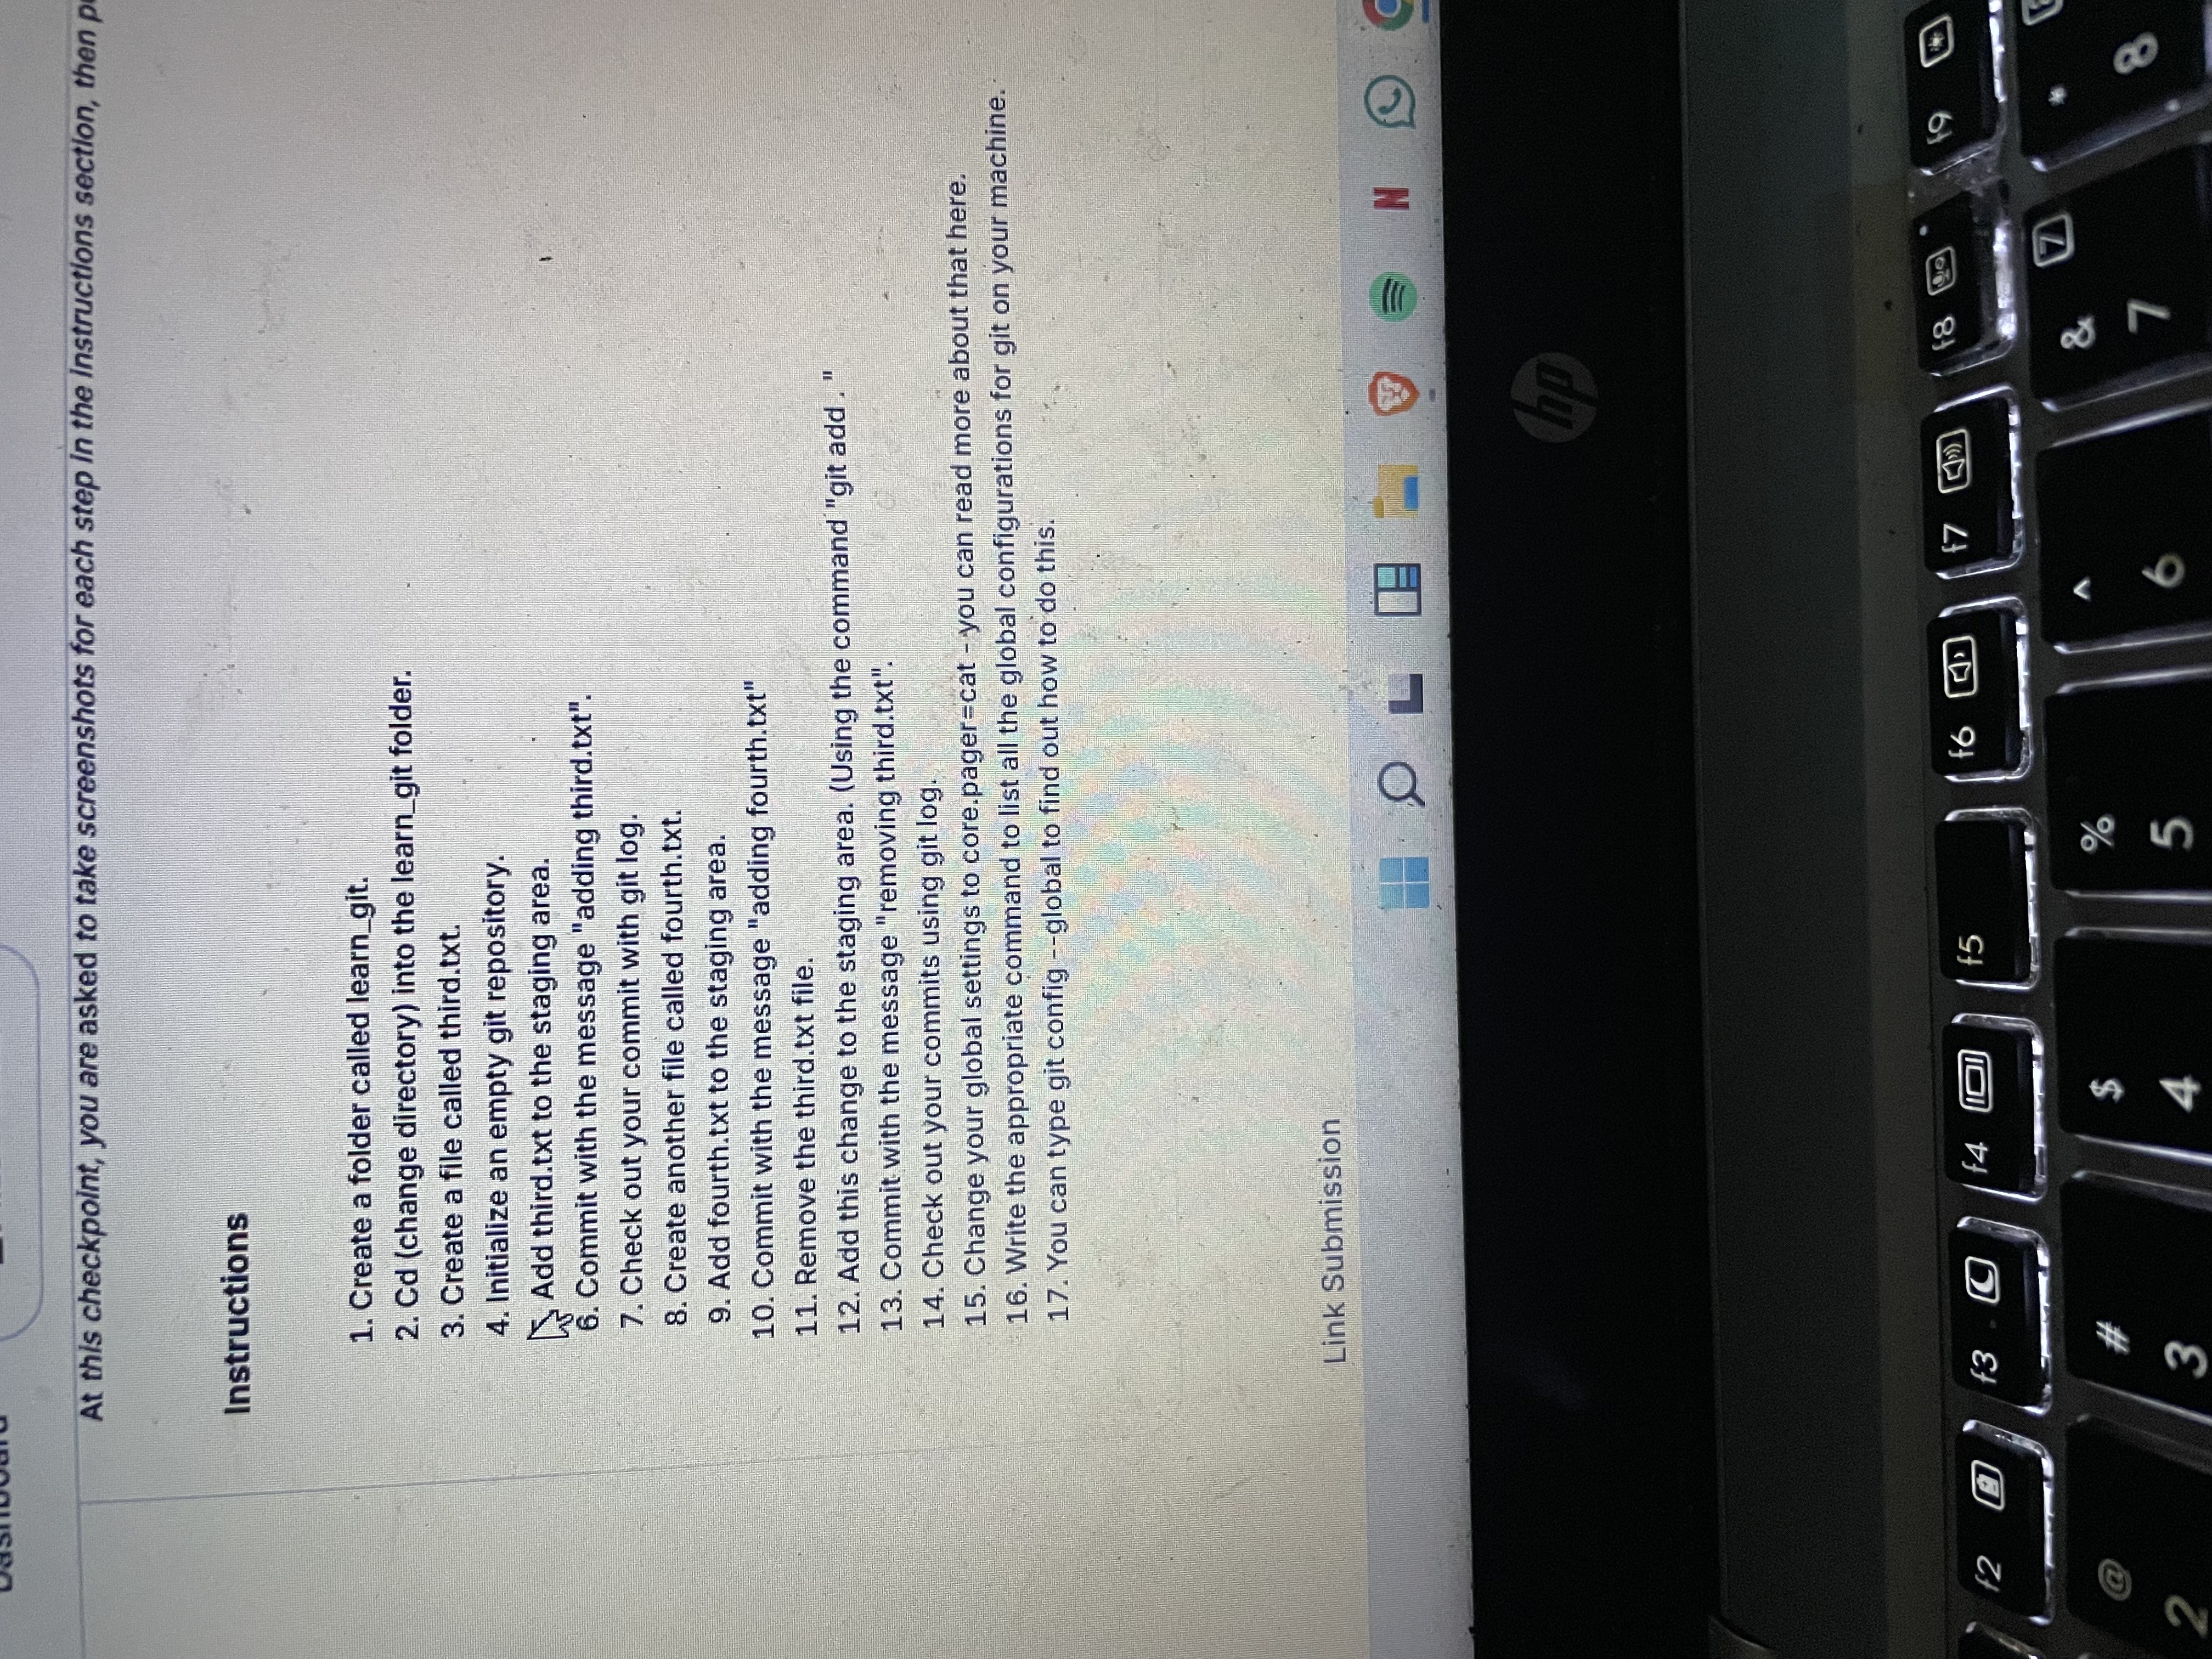 At this checkpoint, you are asked to take screenshots for each step in the instructions section, then
Instructions
1. Create a folder called learn_git.
2. Cd (change directory) into the learn_git folder.
3. Create a file called third.txt.
4. Initialize an empty git repository.
Add third.txt to the staging area.
6. Commit with the message "adding third.txt".
7. Check out your commit with git log.
8. Create another file called fourth.txt.
9. Add fourth.txt to the staging area.
10. Commit with the message "adding fourth.txt"
11. Remove the third.txt file.
12. Add this change to the staging area. (Using the command "git add . "
13. Commit with the message "removing third.txt".
14. Check out your commits using git log.
15. Change your global settings to core.pager=cat - you can read more about that here.
16. Write the appropriate command to list all the global configurations for git on your machine.
17. You can type git config --global to find out how to do this.
Link Submission
N
hp
f2 f3 f4 f5 f6 f7 f8 f9
@ # $ % ^ & 7 *
2 3 4 5 6 7 8